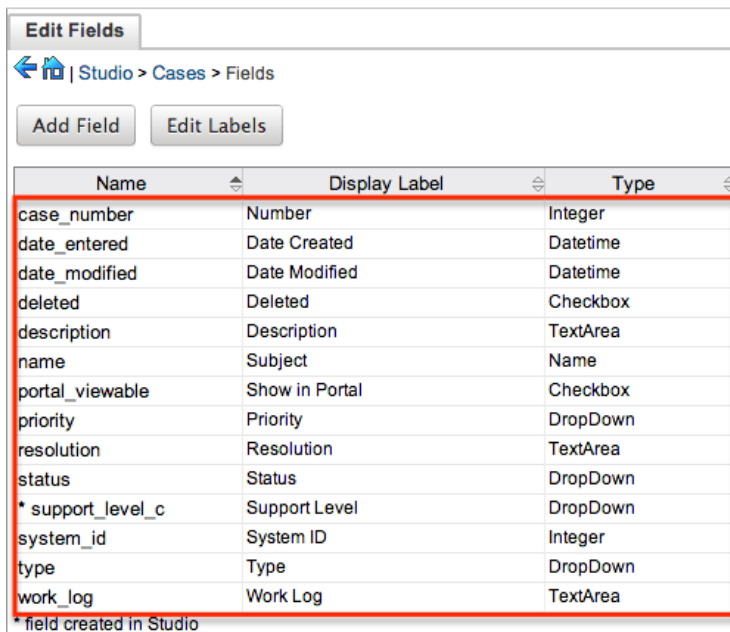 Edit Fields
| Studio > Cases > Fields
Add Field Edit Labels
Name Display Label Type
case_number Number Integer
date_entered Date Created Datetime
date_modified Date Modified Datetime
deleted Deleted Checkbox
description Description TextArea
name Subject Name
portal_viewable Show in Portal Checkbox
priority Priority DropDown
resolution Resolution TextArea
status Status DropDown
* support_level_c Support Level DropDown
system_id System ID Integer
type Type DropDown
work_log Work Log TextArea
* field created in Studio